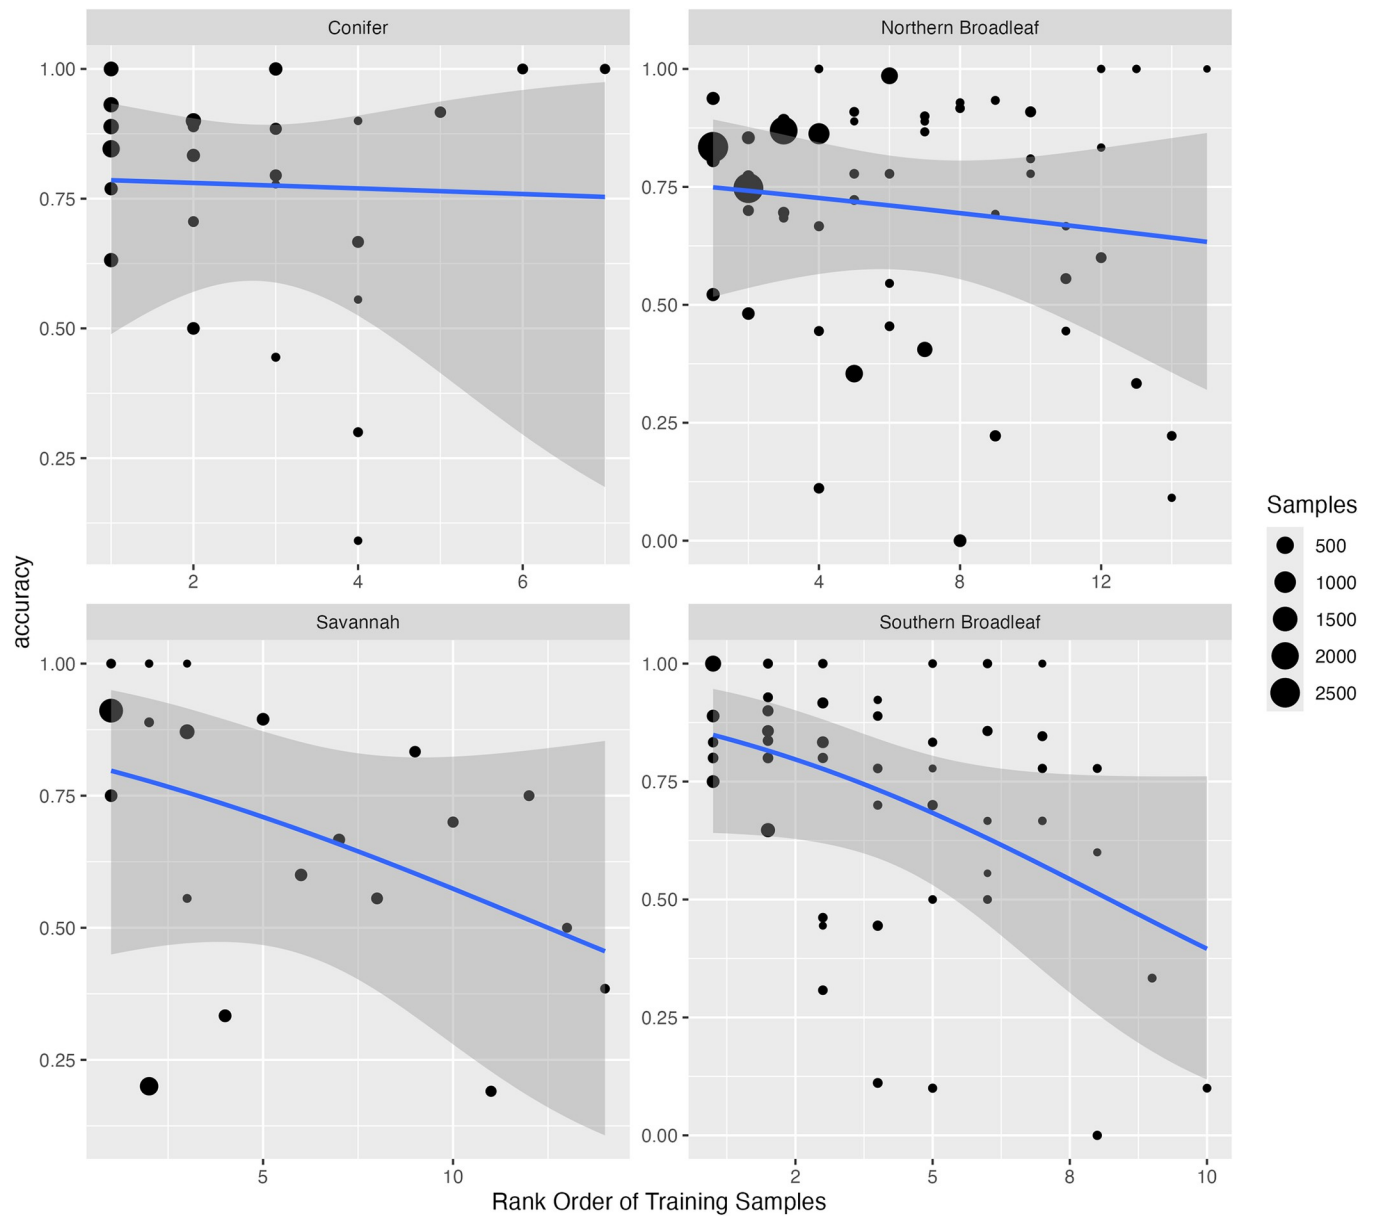 Conifer
Northern Broadleaf
1.00
0.75
0.50
0.25
2 4 6
1.00
0.75
0.50
0.25
0.00
4 8 12
Savannah
Southern Broadleaf
1.00
0.75
0.50
0.25
5 10
1.00
0.75
0.50
0.25
0.00
2 5 8 10
accuracy
Rank Order of Training Samples
Samples
500
1000
1500
2000
2500